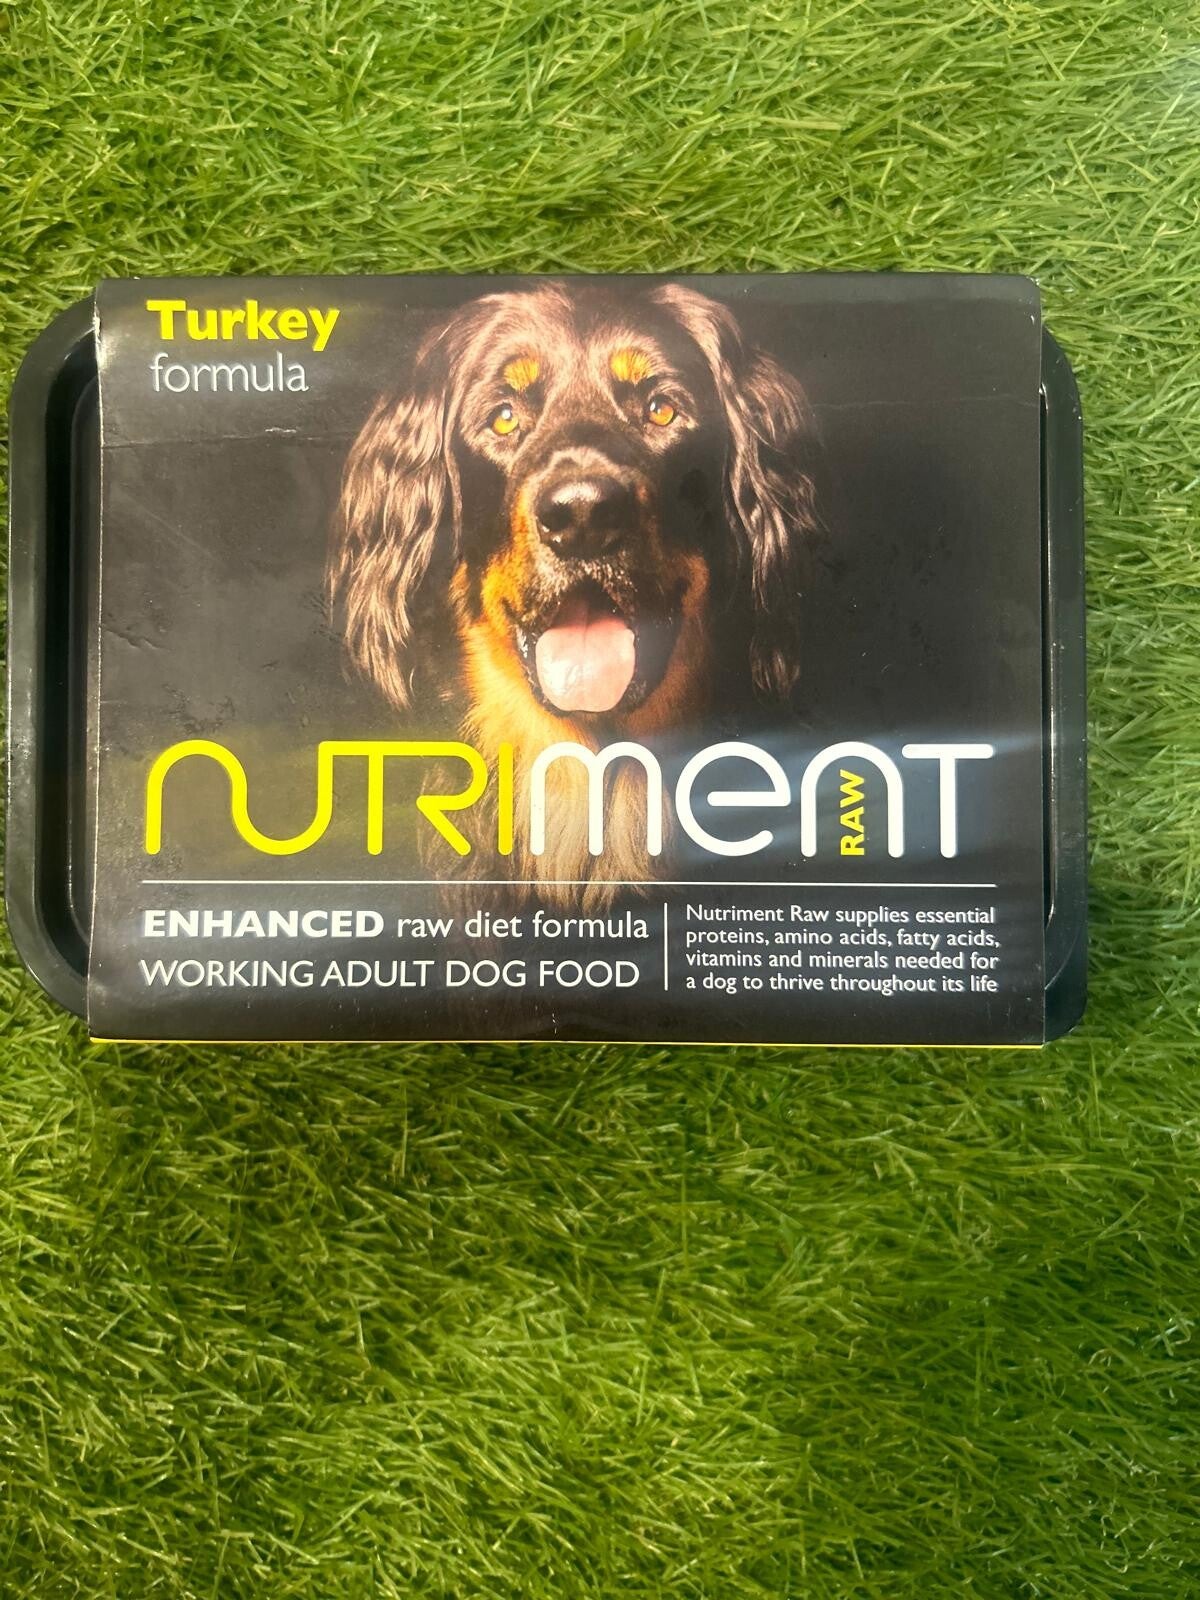 Turkey
formula
NUTRIMENT
RAW
ENHANCED raw diet formula
WORKING ADULT DOG FOOD
Nutriment Raw supplies essential
proteins, amino acids, fatty acids,
vitamins and minerals needed for
a dog to thrive throughout its life